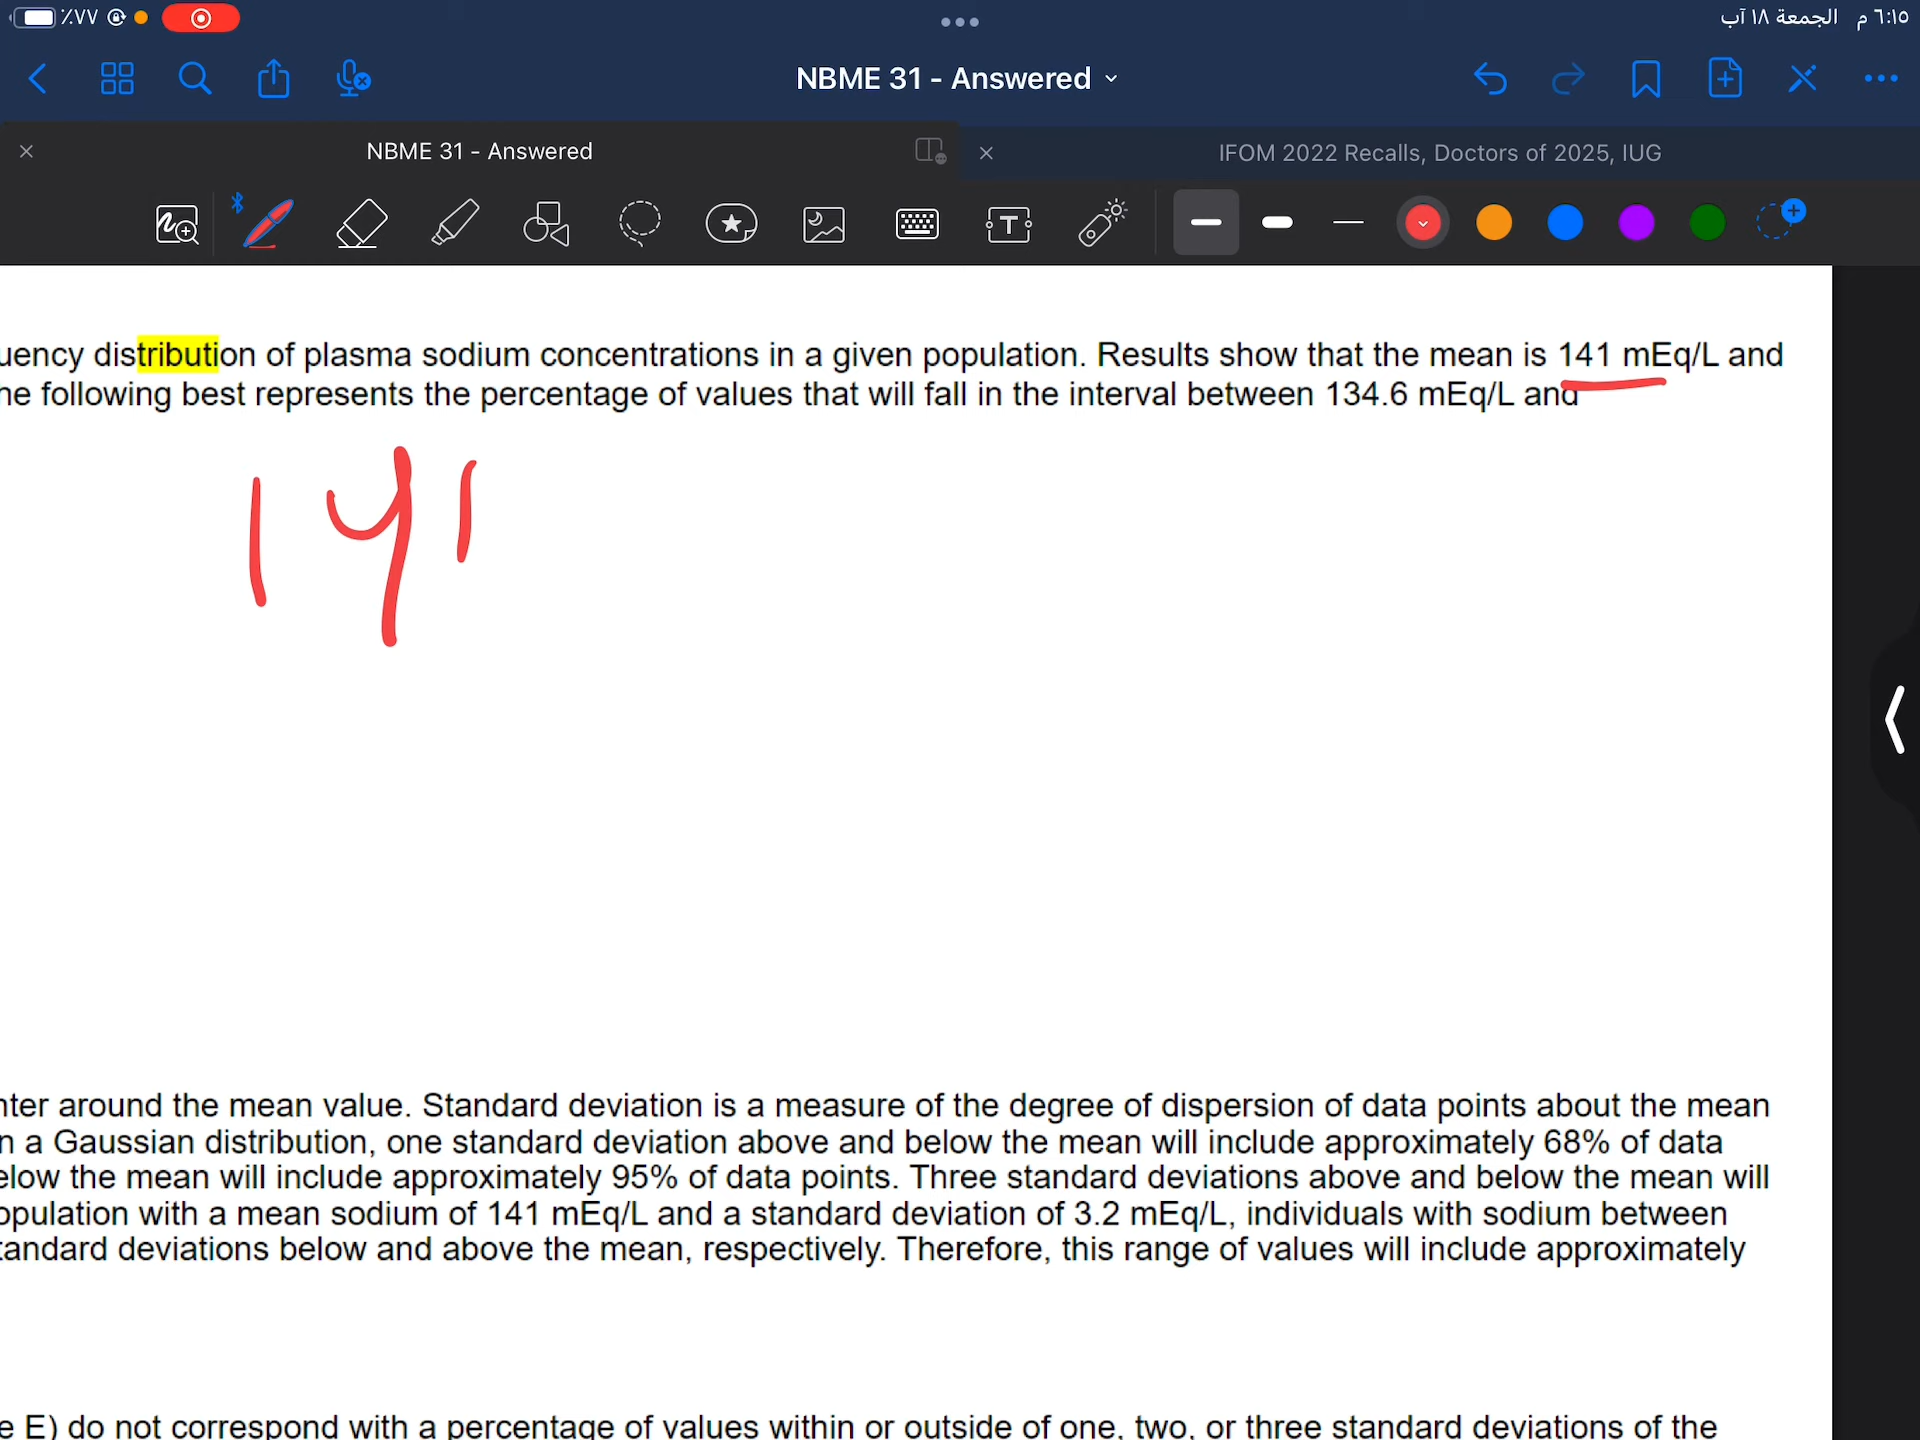 ٪٧٧
٦:١٥ م الجمعة ١٨ آب
NBME 31 - Answered
NBME 31 - Answered
IFOM 2022 Recalls, Doctors of 2025, IUG
T
uency distribution of plasma sodium concentrations in a given population. Results show that the mean is 141 mEq/L and
he following best represents the percentage of values that will fall in the interval between 134.6 mEq/L and
141
nter around the mean value. Standard deviation is a measure of the degree of dispersion of data points about the mean
n a Gaussian distribution, one standard deviation above and below the mean will include approximately 68% of data
elow the mean will include approximately 95% of data points. Three standard deviations above and below the mean will
opulation with a mean sodium of 141 mEq/L and a standard deviation of 3.2 mEq/L, individuals with sodium between
tandard deviations below and above the mean, respectively. Therefore, this range of values will include approximately
e E) do not correspond with a percentage of values within or outside of one, two, or three standard deviations of the